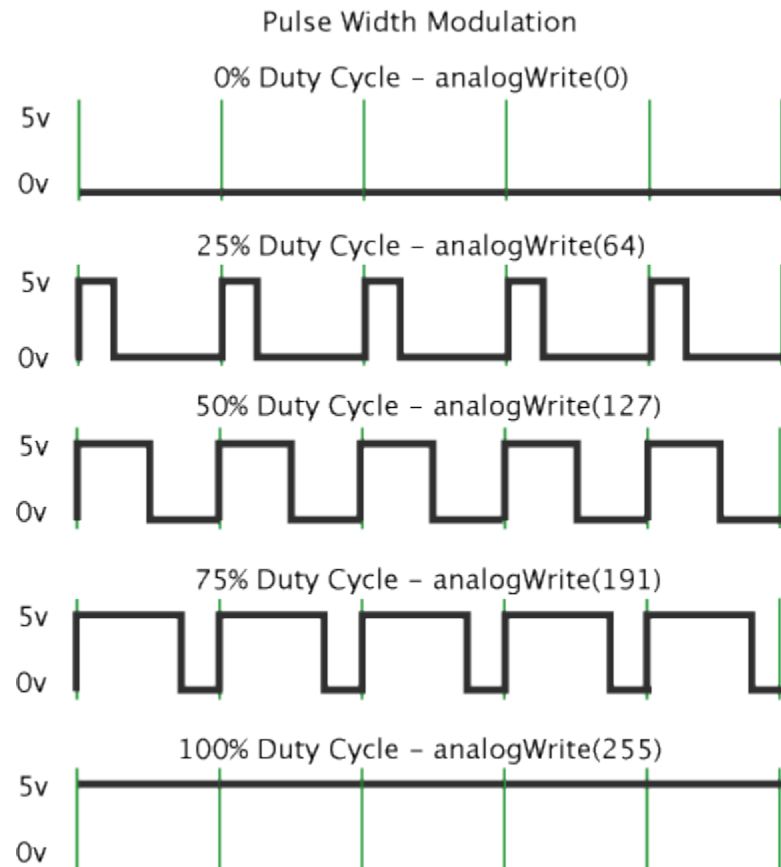 Pulse Width Modulation
0% Duty Cycle – analogWrite(0)
5v
0v
25% Duty Cycle – analogWrite(64)
5v
0v
50% Duty Cycle – analogWrite(127)
5v
0v
75% Duty Cycle – analogWrite(191)
5v
0v
100% Duty Cycle – analogWrite(255)
5v
0v